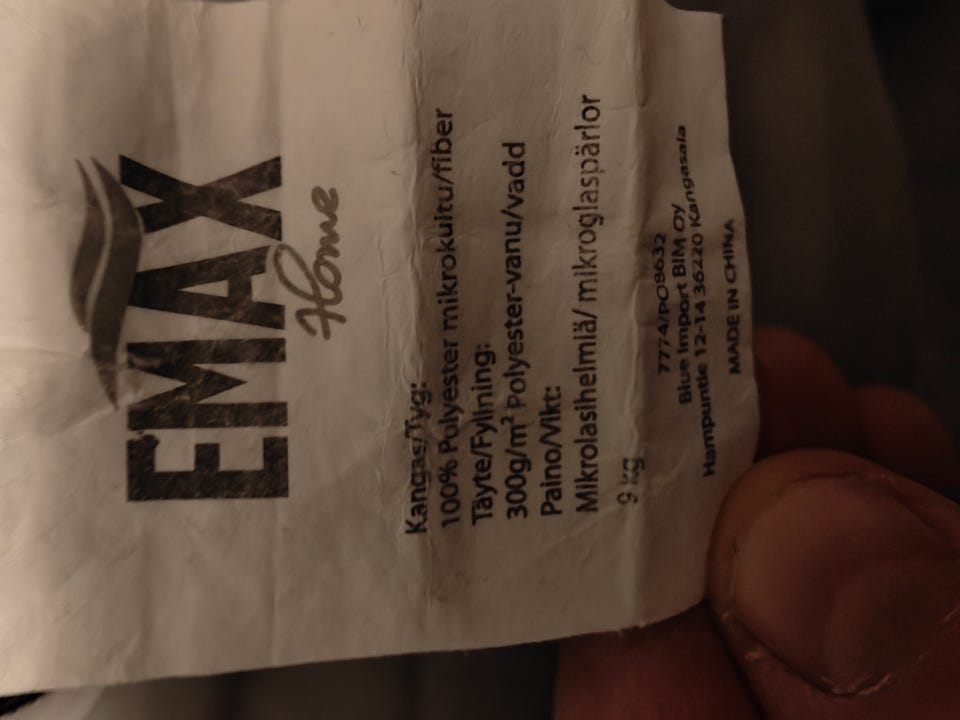 EMAX
Home
Kangas/Tyg:
100% Polyester mikrokuitu/fiber
Täyte/Fyllning:
300g/m² Polyester-vanu/vadd
Paino/Vikt:
Mikrolasihelmiä/ mikroglaspärlor
9 kg
7774/PO8632
Blue Import BIM OY
Hampuntie 12-14 36220 Kangasala
MADE IN CHINA